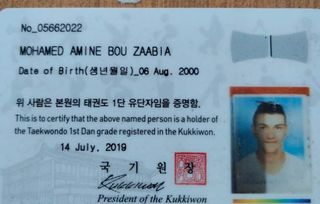 No_05662022
MOHAMED AMINE BOU ZAABIA
Date of Birth(생년월일)_06 Aug. 2000
위 사람은 본원의 태권도 1단 유단자임을 증명함.
This is to certify that the above named person is a holder of
the Taekwondo 1st Dan grade registered in the Kukkiwon.
14 July. 2019
국 기 원 장
Kukkiwon
President of the Kukkiwon